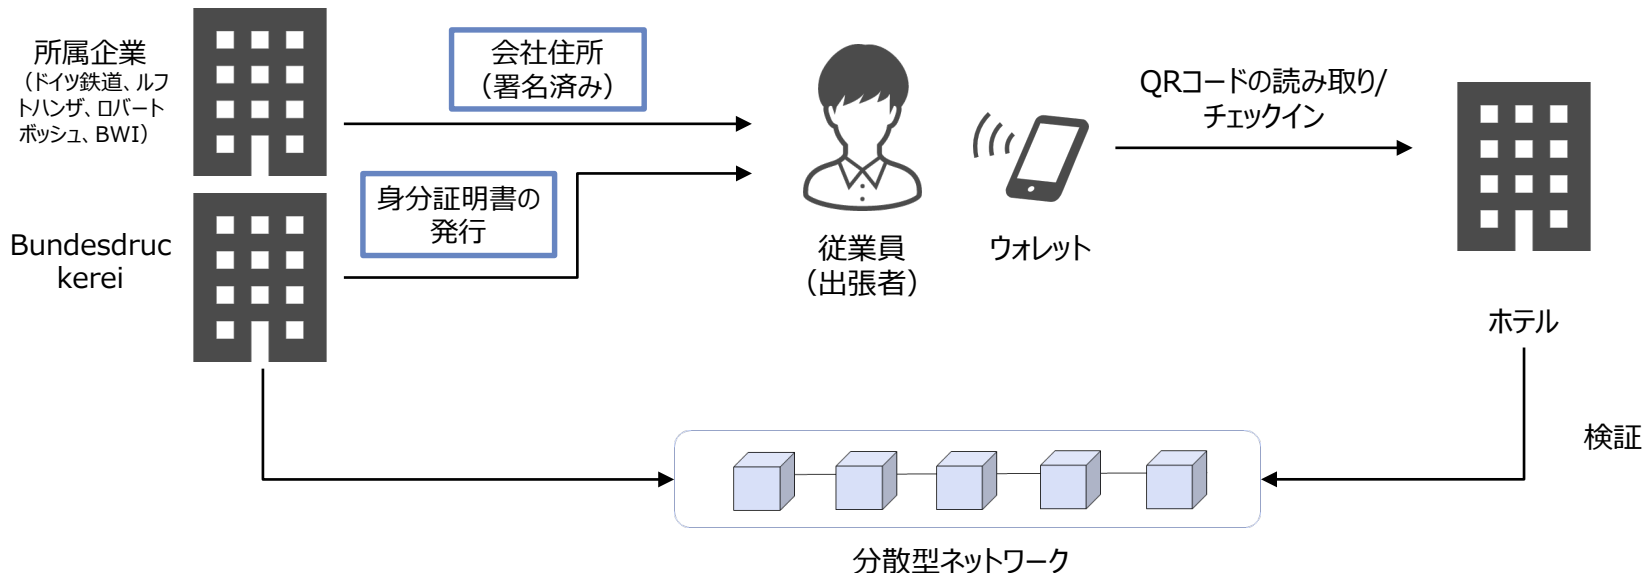 所属企業
（ドイツ鉄道、ルフ
トハンザ、ロバート
ボッシュ、BWI）
会社住所
（署名済み）
身分証明書の
発行
Bundesdruc
kerei
従業員
（出張者）
ウォレット
QRコードの読み取り/
チェックイン
ホテル
検証
分散型ネットワーク